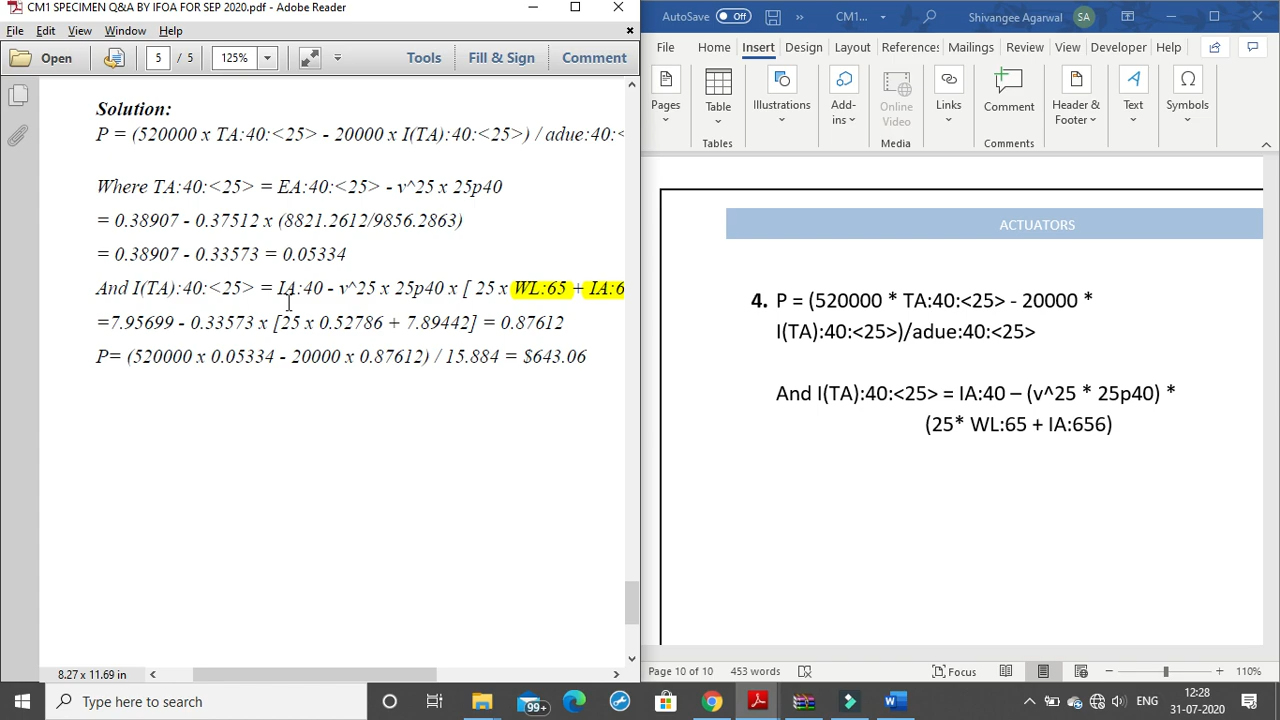 CM1 SPECIMEN Q&A BY IFOA FOR SEP 2020.pdf - Adobe Reader
File Edit View Window Help
Open 5 / 5 125% Tools Fill & Sign Comment
Solution:
P = (520000 x TA:40:<25> - 20000 x I(TA):40:<25>) / adue:40:<
Where TA:40:<25> = EA:40:<25> - v^25 x 25p40
= 0.38907 - 0.37512 x (8821.2612/9856.2863)
= 0.38907 - 0.33573 = 0.05334
And I(TA):40:<25> = IA:40 - v^25 x 25p40 x [ 25 x WL:65 + IA:6
=7.95699 - 0.33573 x [25 x 0.52786 + 7.89442] = 0.87612
P= (520000 x 0.05334 - 20000 x 0.87612) / 15.884 = $643.06
8.27 x 11.69 in
AutoSave Off CM1... Shivangee Agarwal SA
File Home Insert Design Layout References Mailings Review View Developer Help
Pages Table Illustrations Add-ins Online Video Links Comment Header & Footer Text Symbols
Tables Media Comments
ACTUATORS
4. P = (520000 * TA:40:<25> - 20000 *
I(TA):40:<25>)/adue:40:<25>
And I(TA):40:<25> = IA:40 – (v^25 * 25p40) *
(25* WL:65 + IA:656)
Page 10 of 10 453 words Focus 110%
Type here to search 99+ ENG 12:28
31-07-2020